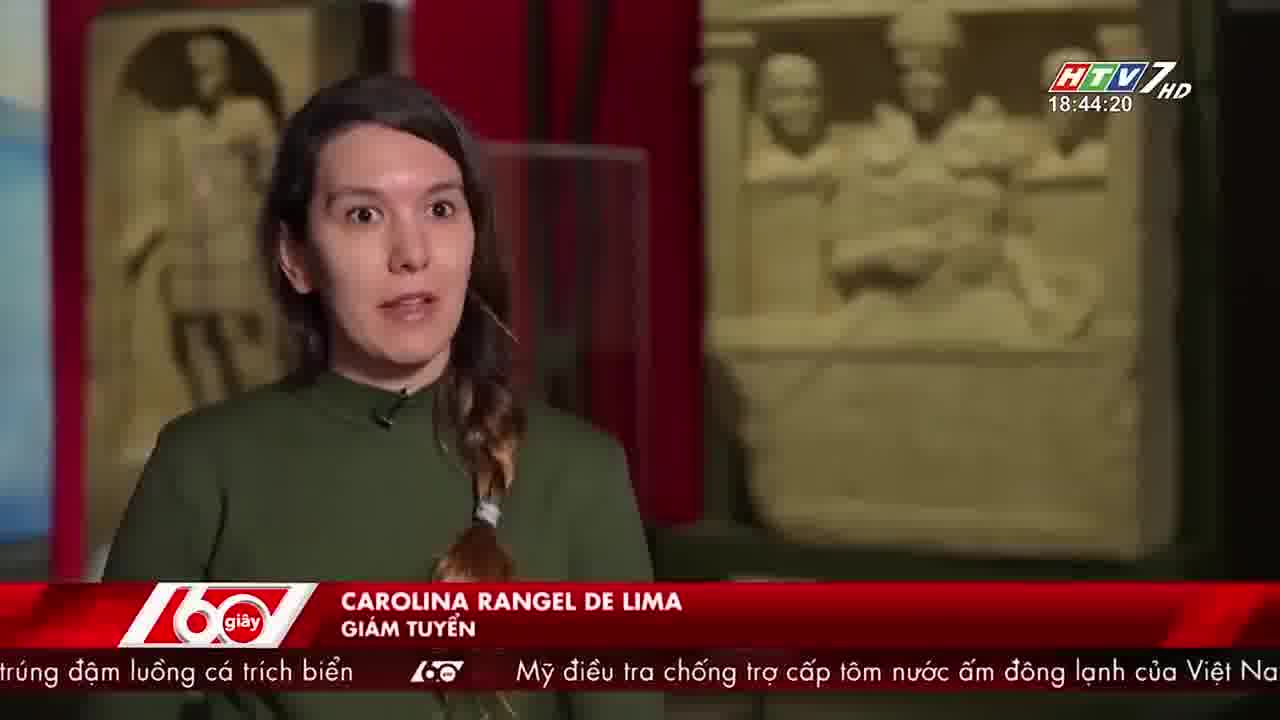 HTV7 HD
18:44:20
60 giây
CAROLINA RANGEL DE LIMA
GIÁM TUYỂN
trúng đậm luồng cá trích biển 60 Mỹ điều tra chống trợ cấp tôm nước ấm đông lạnh của Việt Na